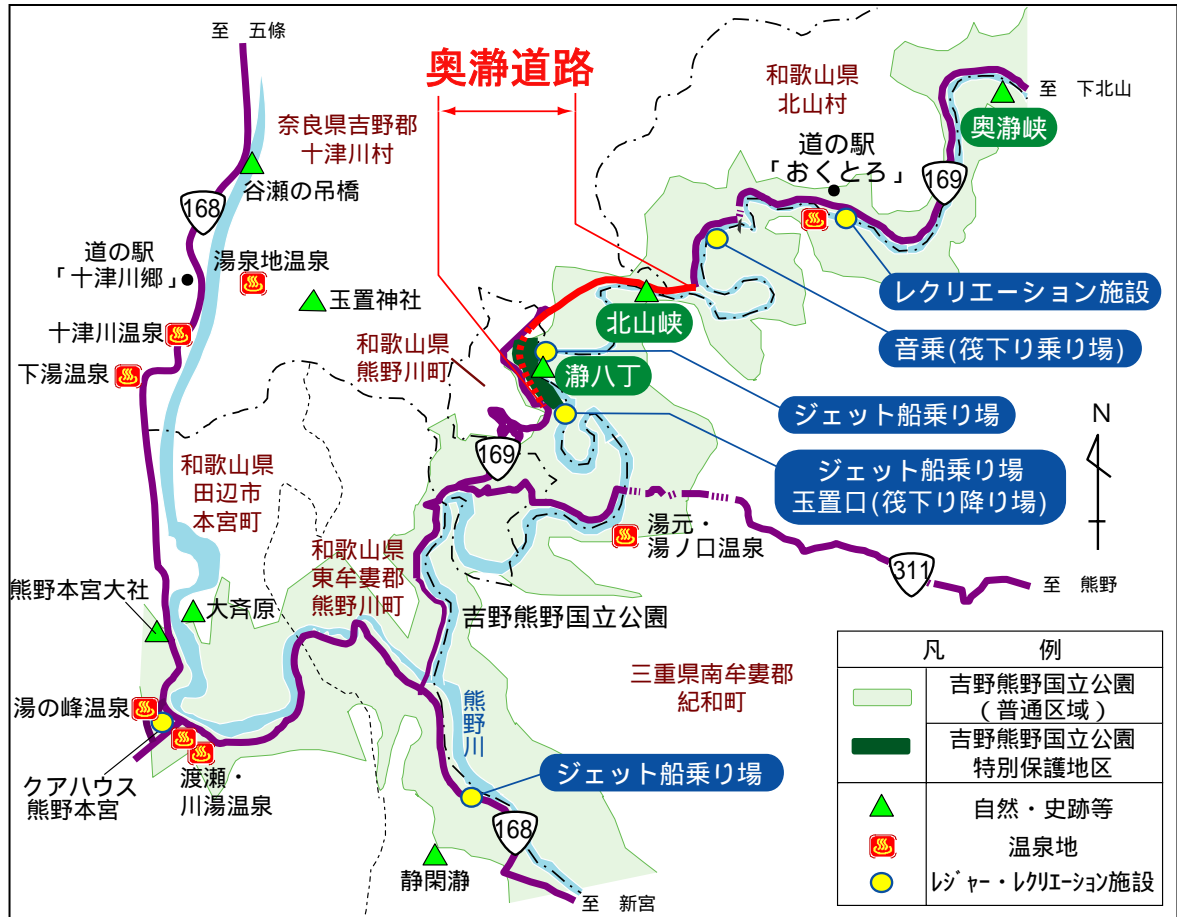 至 五條
奥瀞道路
和歌山県
北山村
至 下北山
奥瀞峡
奈良県吉野郡
十津川村
道の駅
「おくとろ」
169
谷瀬の吊橋
168
道の駅
「十津川郷」
湯泉地温泉
玉置神社
レクリエーション施設
北山峡
十津川温泉
音乗(筏下り乗り場)
和歌山県
熊野川町
下湯温泉
瀞八丁
ジェット船乗り場
N
169
ジェット船乗り場
玉置口(筏下り降り場)
和歌山県
田辺市
本宮町
湯元・
湯ノ口温泉
和歌山県
東牟婁郡
熊野川町
311
至 熊野
熊野本宮大社
大斉原
吉野熊野国立公園
三重県南牟婁郡
紀和町
熊野川
湯の峰温泉
クアハウス
熊野本宮
渡瀬・
川湯温泉
ジェット船乗り場
168
静閑瀞
至 新宮
凡 例
吉野熊野国立公園
(普通区域)
吉野熊野国立公園
特別保護地区
自然・史跡等
温泉地
ﾚｼﾞｬｰ・ﾚｸﾘｴｰｼｮﾝ施設